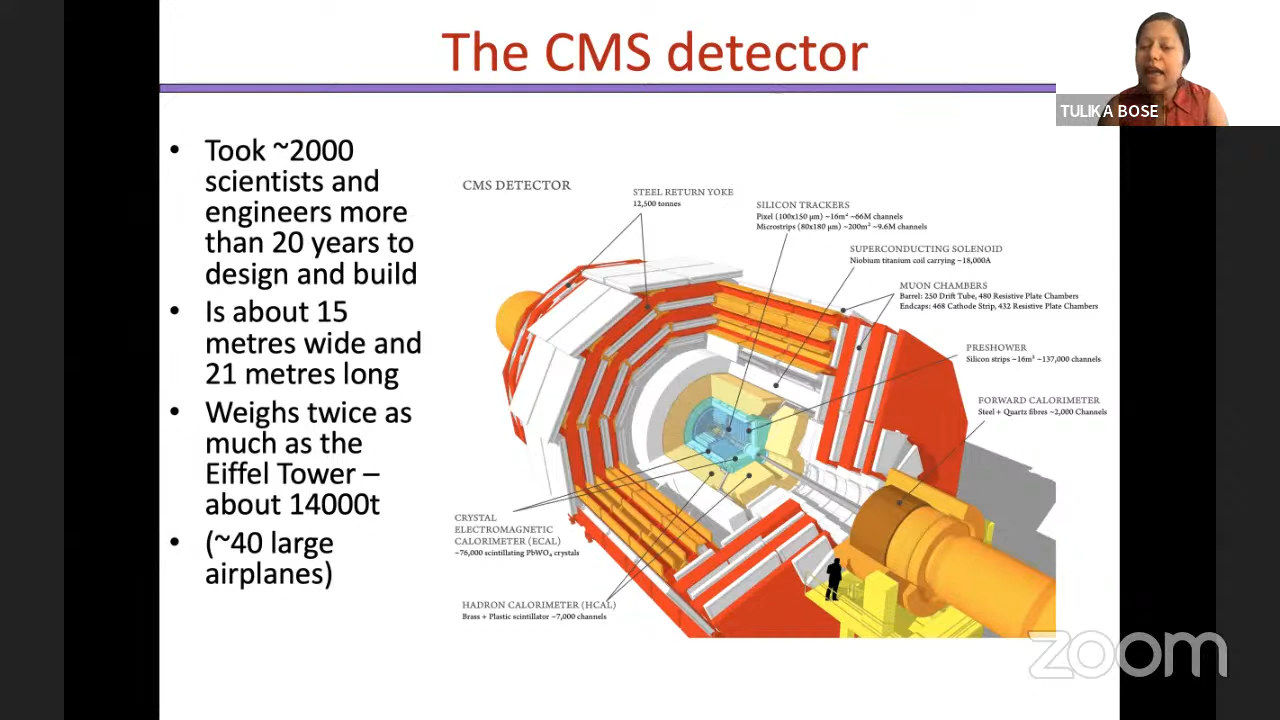 The CMS detector
TULIKA BOSE
• Took ~2000
scientists and
engineers more
than 20 years to
design and build
• Is about 15
metres wide and
21 metres long
• Weighs twice as
much as the
Eiffel Tower –
about 14000t
• (~40 large
airplanes)
CMS DETECTOR
STEEL RETURN YOKE
12,500 tonnes
SILICON TRACKERS
Pixel (100x150 μm) ~16m² ~66M channels
Microstrips (80x180 μm) ~200m² ~9.6M channels
SUPERCONDUCTING SOLENOID
Niobium titanium coil carrying ~18,000A
MUON CHAMBERS
Barrel: 250 Drift Tube, 480 Resistive Plate Chambers
Endcaps: 468 Cathode Strip, 432 Resistive Plate Chambers
PRESHOWER
Silicon strips ~16m² ~137,000 channels
FORWARD CALORIMETER
Steel + Quartz fibres ~2,000 Channels
CRYSTAL
ELECTROMAGNETIC
CALORIMETER (ECAL)
~76,000 scintillating PbWO₄ crystals
HADRON CALORIMETER (HCAL)
Brass + Plastic scintillator ~7,000 channels
zoom